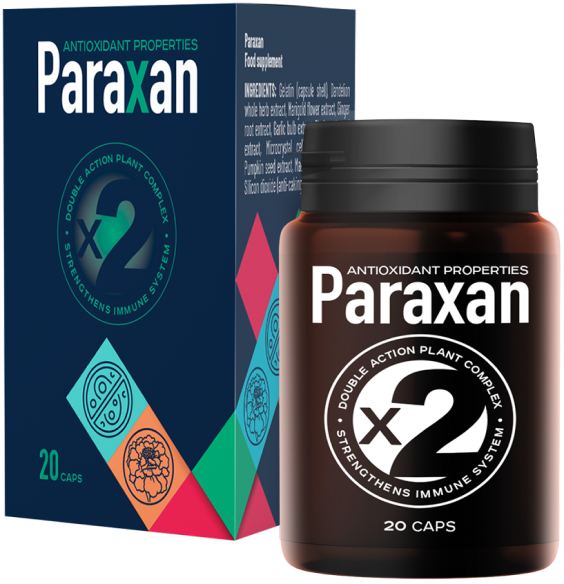 ANTIOXIDANT PROPERTIES
Paraxan
DOUBLE ACTION PLANT COMPLEX
x2
STRENGTHENS IMMUNE SYSTEM
20 CAPS
Paraxan
Food supplement
INGREDIENTS: Gelatin (capsule shell), Dandelion
whole herb extract, Marigold flower extract, Ginger
root extract, Garlic bulb
extract, Microcrystal
Pumpkin seed extract,
Silicon dioxide (anti-caking
ANTIOXIDANT PROPERTIES
Paraxan
DOUBLE ACTION PLANT COMPLEX
x2
STRENGTHENS IMMUNE SYSTEM
20 CAPS